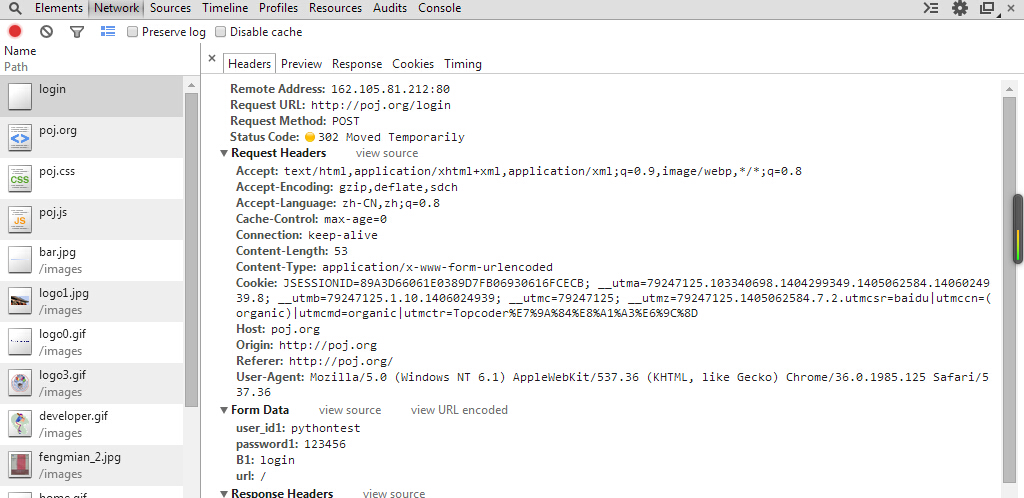 Elements Network Sources Timeline Profiles Resources Audits Console
Preserve log Disable cache
Name
Path
login
poj.org
poj.css
poj.js
bar.jpg
/images
logo1.jpg
/images
logo0.gif
/images
logo3.gif
/images
developer.gif
/images
fengmian_2.jpg
/images
home.gif
× Headers Preview Response Cookies Timing
Remote Address: 162.105.81.212:80
Request URL: http://poj.org/login
Request Method: POST
Status Code: 302 Moved Temporarily
▼Request Headers view source
Accept: text/html,application/xhtml+xml,application/xml;q=0.9,image/webp,*/*;q=0.8
Accept-Encoding: gzip,deflate,sdch
Accept-Language: zh-CN,zh;q=0.8
Cache-Control: max-age=0
Connection: keep-alive
Content-Length: 53
Content-Type: application/x-www-form-urlencoded
Cookie: JSESSIONID=89A3D66061E0389D7FB06930616FCECB; __utma=79247125.103340698.1404299349.1405062584.14060249
39.8; __utmb=79247125.1.10.1406024939; __utmc=79247125; __utmz=79247125.1405062584.7.2.utmcsr=baidu|utmccn=(
organic)|utmcmd=organic|utmctr=Topcoder%E7%9A%84%E8%A1%A3%E6%9C%8D
Host: poj.org
Origin: http://poj.org
Referer: http://poj.org/
User-Agent: Mozilla/5.0 (Windows NT 6.1) AppleWebKit/537.36 (KHTML, like Gecko) Chrome/36.0.1985.125 Safari/5
37.36
▼Form Data view source view URL encoded
user_id1: pythontest
password1: 123456
B1: login
url: /
▼Response Headers view source